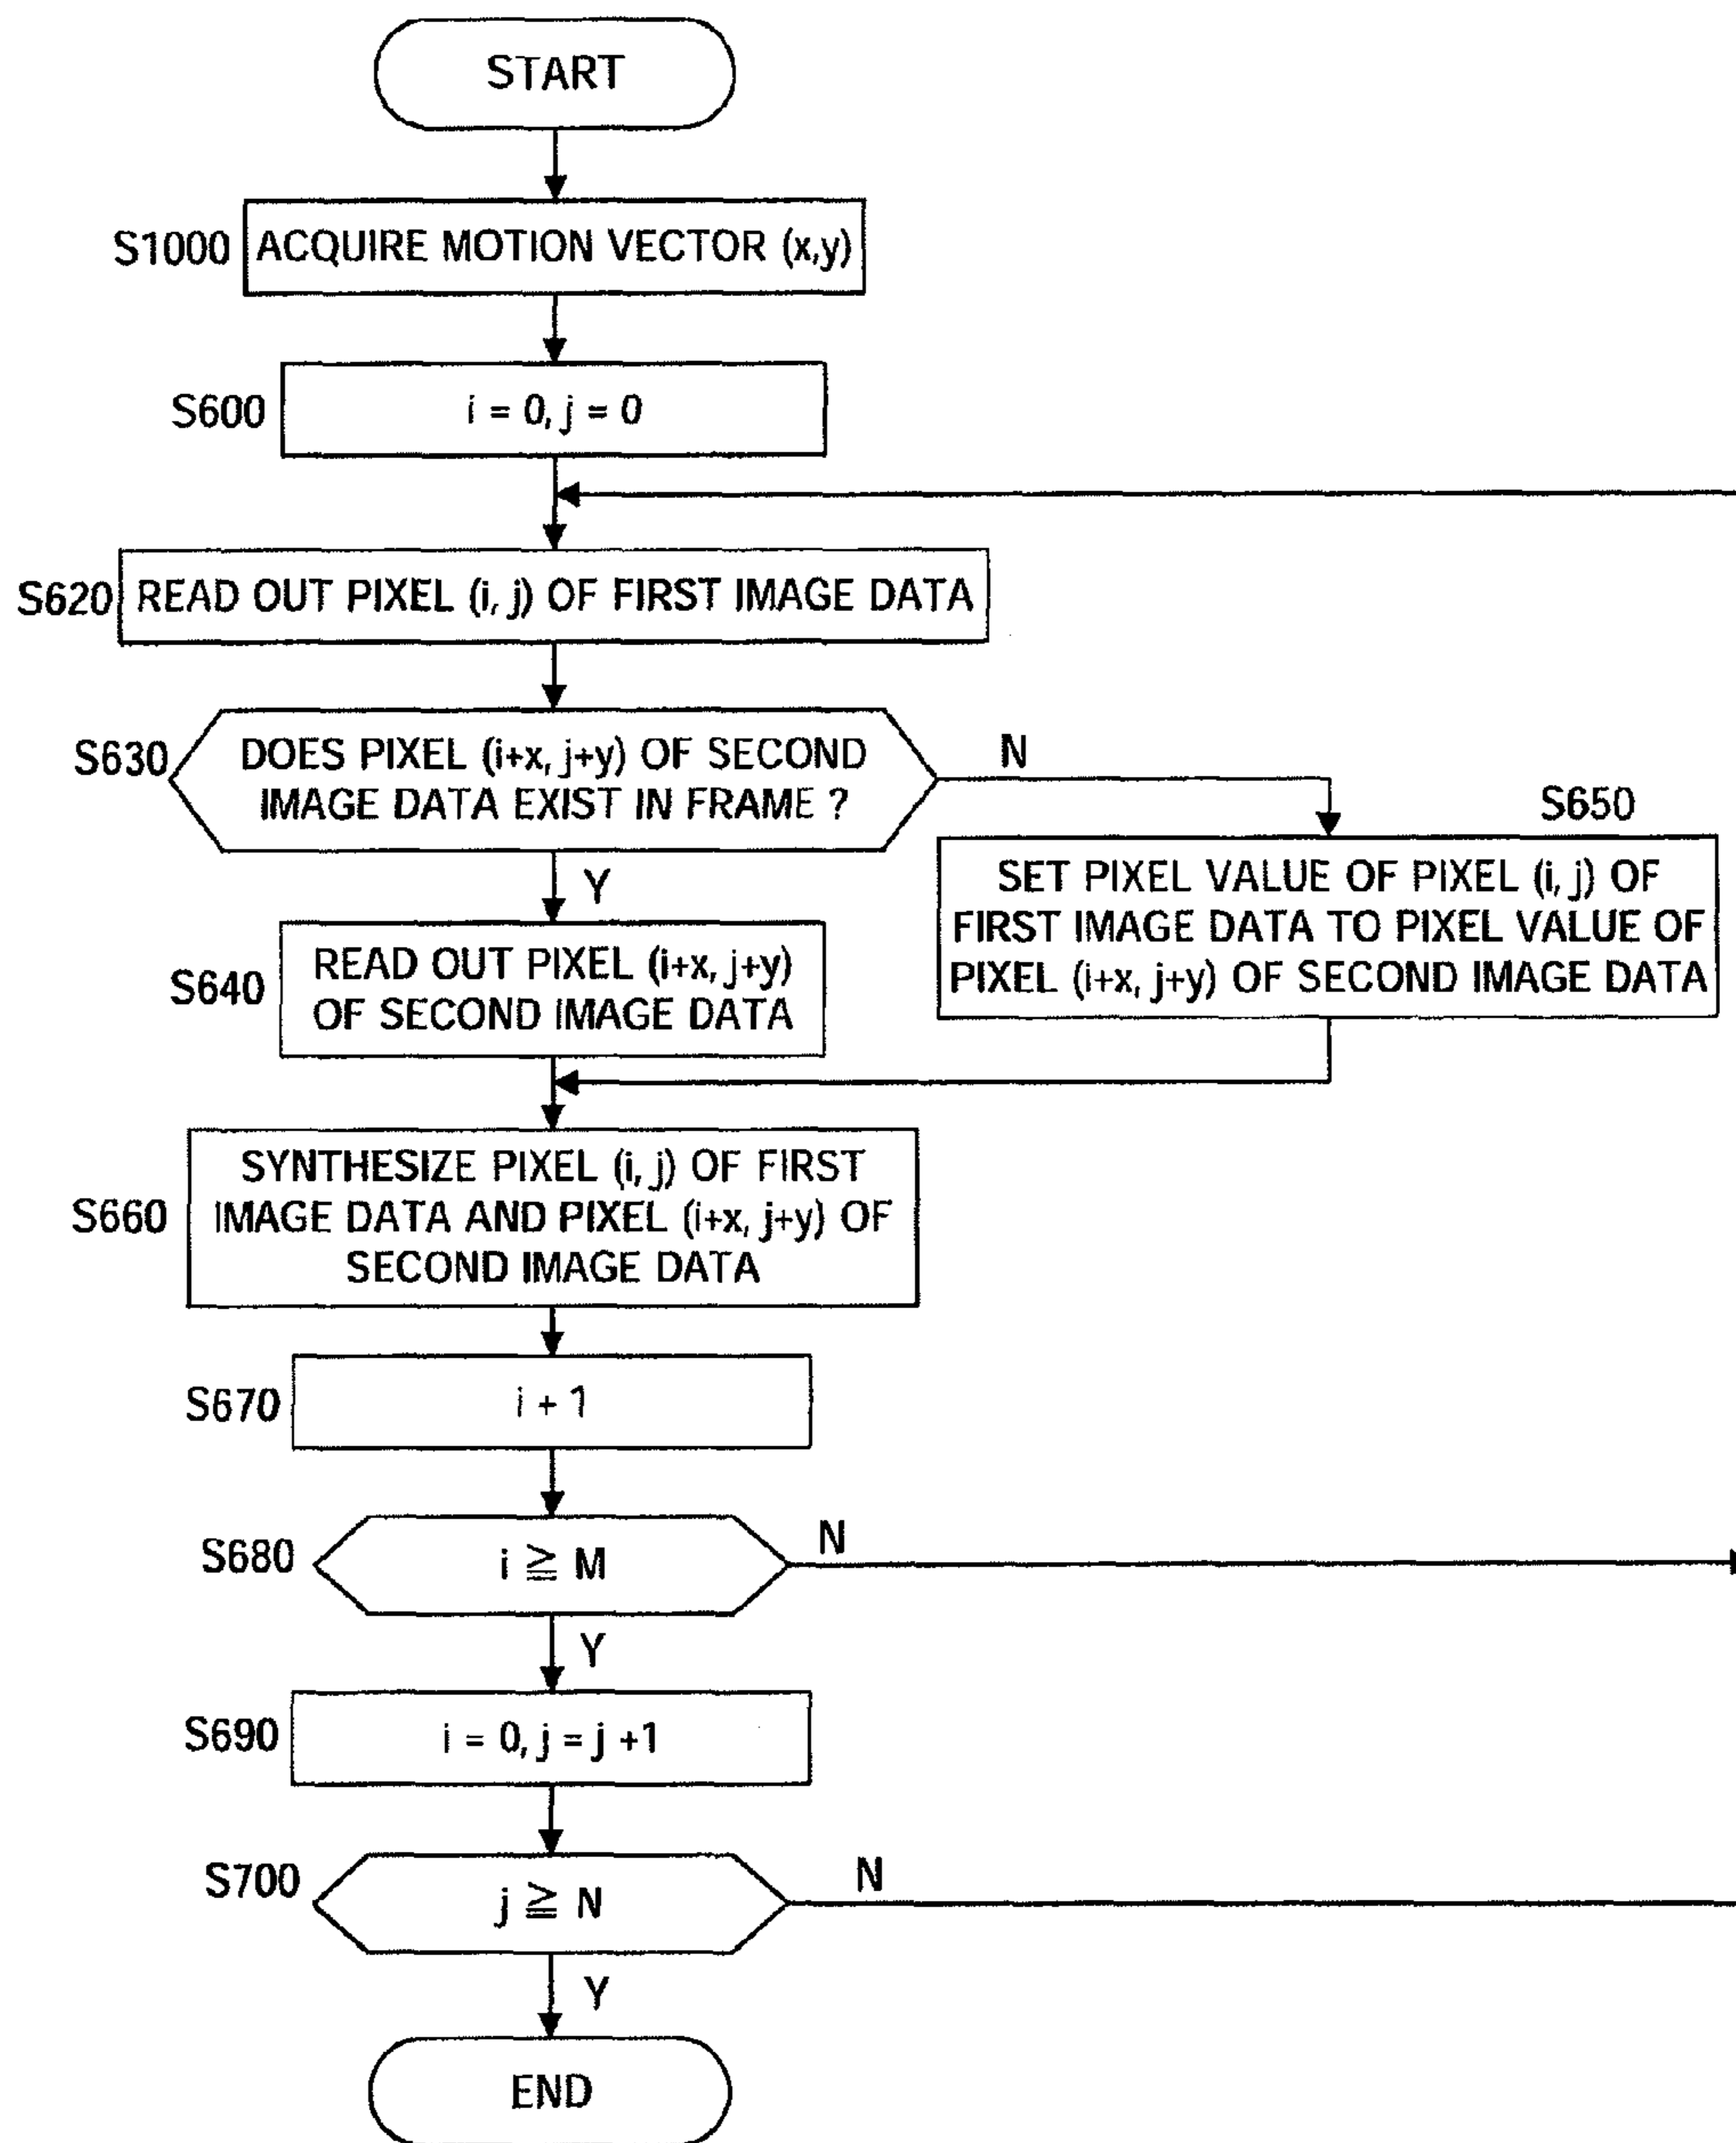 START
S1000
ACQUIRE MOTION VECTOR (x,y)
S600
i = 0, j = 0
S620
READ OUT PIXEL (i, j) OF FIRST IMAGE DATA
S630
DOES PIXEL (i+x, j+y) OF SECOND
IMAGE DATA EXIST IN FRAME ?
N
Y
S650
SET PIXEL VALUE OF PIXEL (i, j) OF
FIRST IMAGE DATA TO PIXEL VALUE OF
PIXEL (i+x, j+y) OF SECOND IMAGE DATA
S640
READ OUT PIXEL (i+x, j+y)
OF SECOND IMAGE DATA
S660
SYNTHESIZE PIXEL (i, j) OF FIRST
IMAGE DATA AND PIXEL (i+x, j+y) OF
SECOND IMAGE DATA
S670
i + 1
S680
i ≧ M
N
Y
S690
i = 0, j = j +1
S700
j ≧ N
N
Y
END